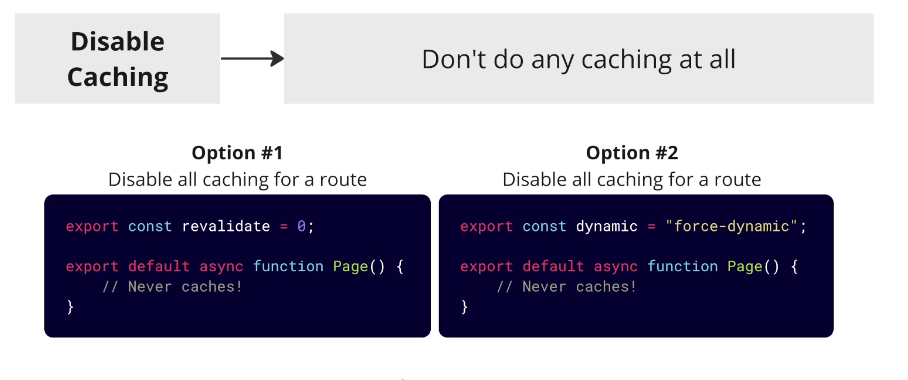 Disable
Caching
Don't do any caching at all
Option #1
Disable all caching for a route
export const revalidate = 0;
export default async function Page() {
    // Never caches!
}
Option #2
Disable all caching for a route
export const dynamic = "force-dynamic";
export default async function Page() {
    // Never caches!
}